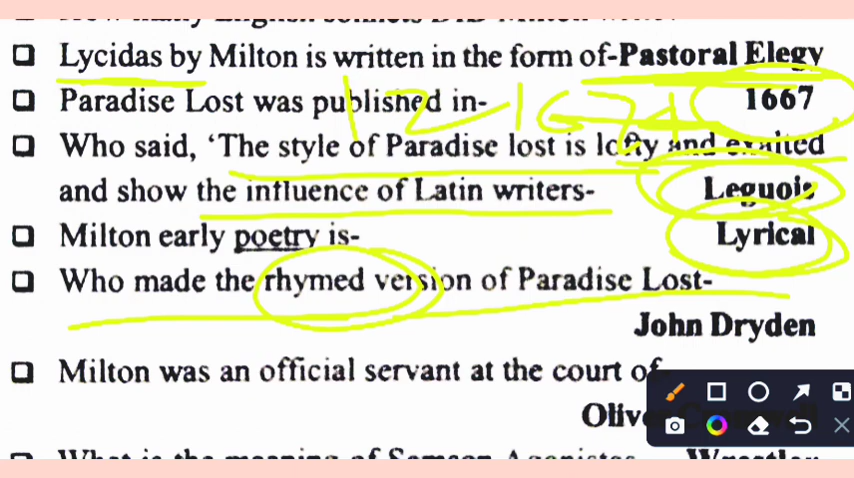 Lycidas by Milton is written in the form of-Pastoral Elegy
Paradise Lost was published in- 1667
12-1674
Who said, ‘The style of Paradise lost is lofty and exalted
and show the influence of Latin writers- Leguois
Milton early poetry is- Lyrical
Who made the rhymed version of Paradise Lost-
John Dryden
Milton was an official servant at the court of